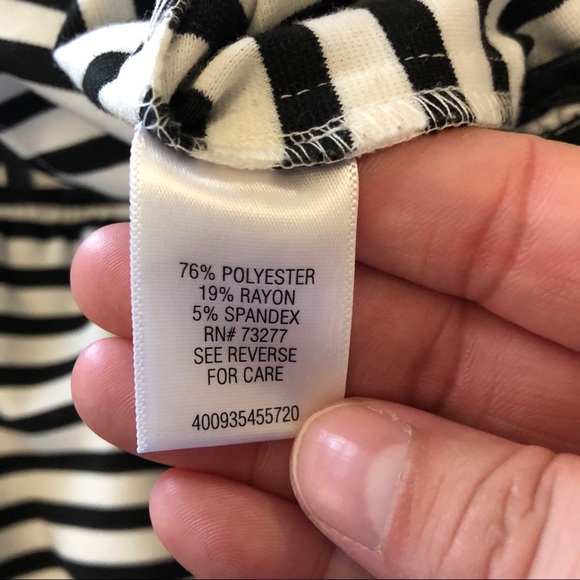 76% POLYESTER
19% RAYON
5% SPANDEX
RN# 73277
SEE REVERSE
FOR CARE
400935455720